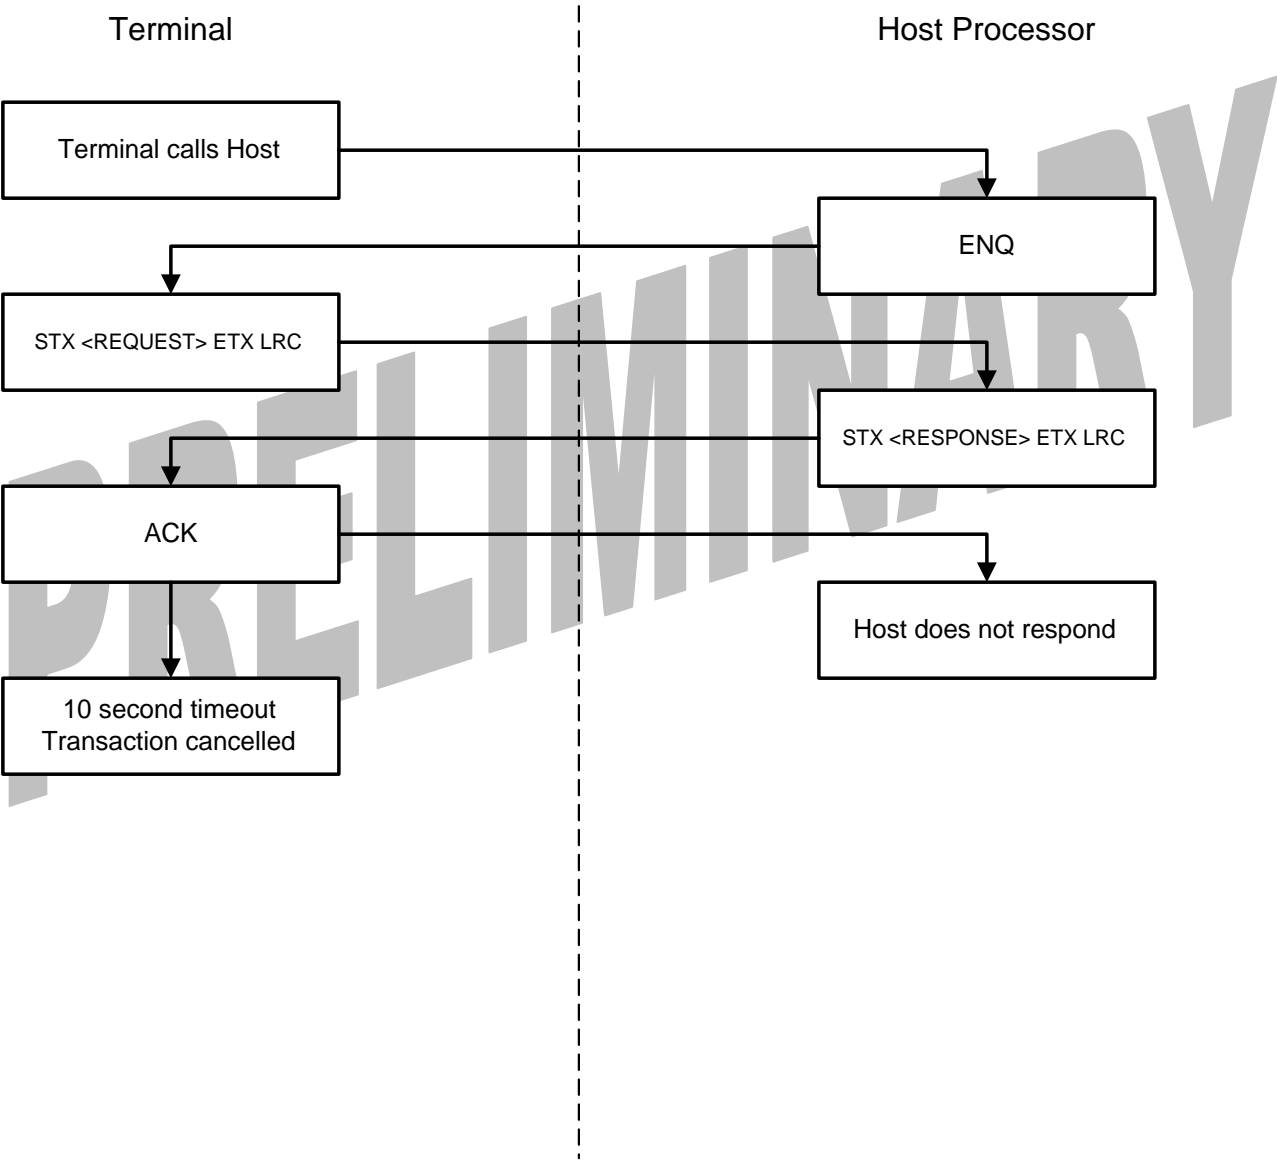 Terminal
Host Processor
Terminal calls Host
ENQ
STX <REQUEST> ETX LRC
STX <RESPONSE> ETX LRC
ACK
Host does not respond
10 second timeout
Transaction cancelled
PRELIMINARY